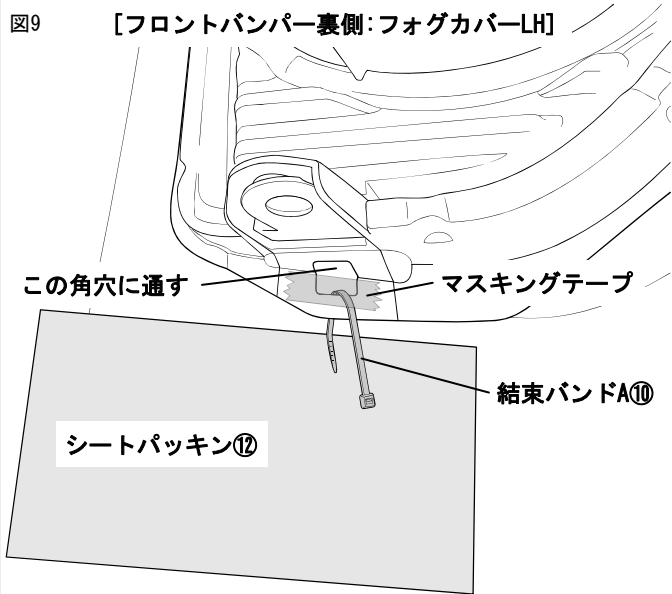 図9
[フロントバンパー裏側:フォグカバーLH]
この角穴に通す
マスキングテープ
結束バンドA⑩
シートパッキン⑫